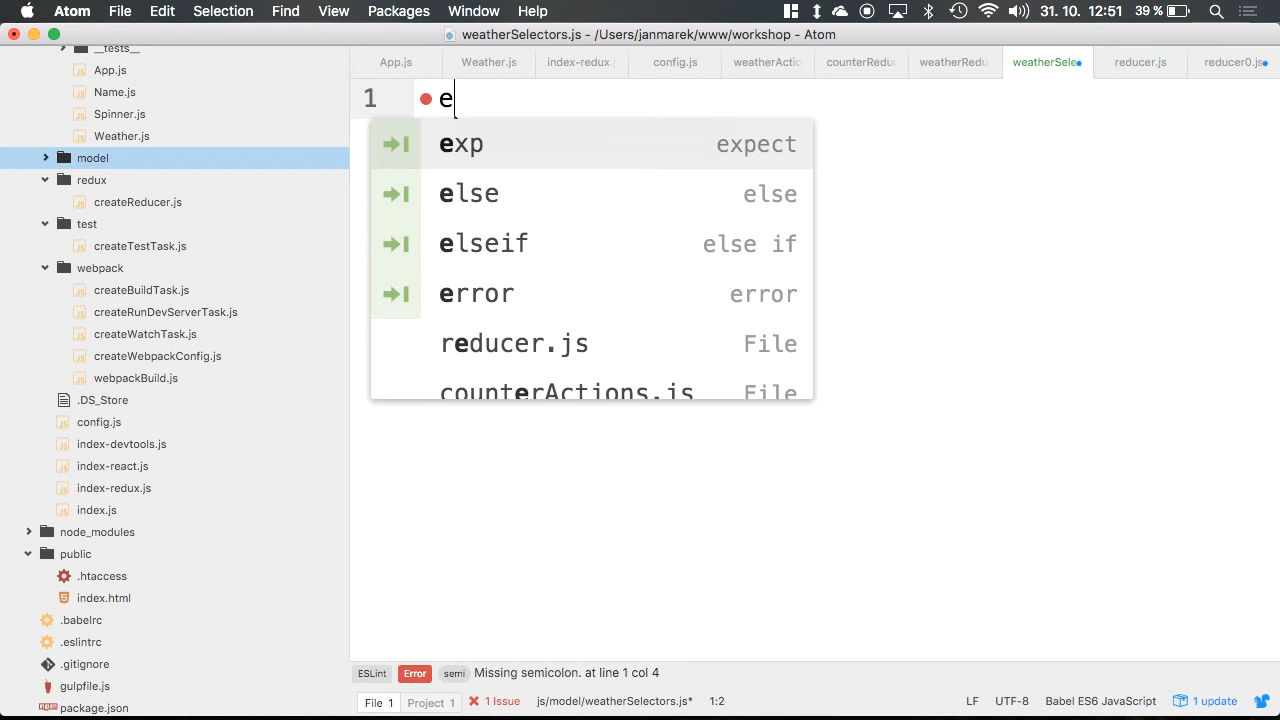 Atom File Edit Selection Find View Packages Window Help 31. 10. 12:51 39 %
weatherSelectors.js - /Users/janmarek/www/workshop - Atom
App.js Weather.js index-redux. config.js weatherActio counterRedu weatherRedu weatherSele reducer.js reducer0.js
__tests__
App.js
Name.js
Spinner.js
Weather.js
model
redux
createReducer.js
test
createTestTask.js
webpack
createBuildTask.js
createRunDevServerTask.js
createWatchTask.js
createWebpackConfig.js
webpackBuild.js
.DS_Store
config.js
index-devtools.js
index-react.js
index-redux.js
index.js
node_modules
public
.htaccess
index.html
.babelrc
.eslintrc
.gitignore
gulpfile.js
package.json
1 e
exp expect
else else
elseif else if
error error
reducer.js File
counterActions.js File
ESLint Error semi Missing semicolon. at line 1 col 4
File 1 Project 1 1 Issue js/model/weatherSelectors.js* 1:2 LF UTF-8 Babel ES6 JavaScript 1 update